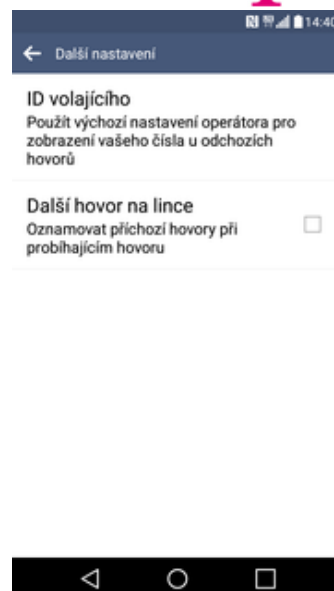 14:40
Další nastavení
ID volajícího
Použít výchozí nastavení operátora pro
zobrazení vašeho čísla u odchozích
hovorů
Další hovor na lince
Oznamovat příchozí hovory při
probíhajícím hovoru